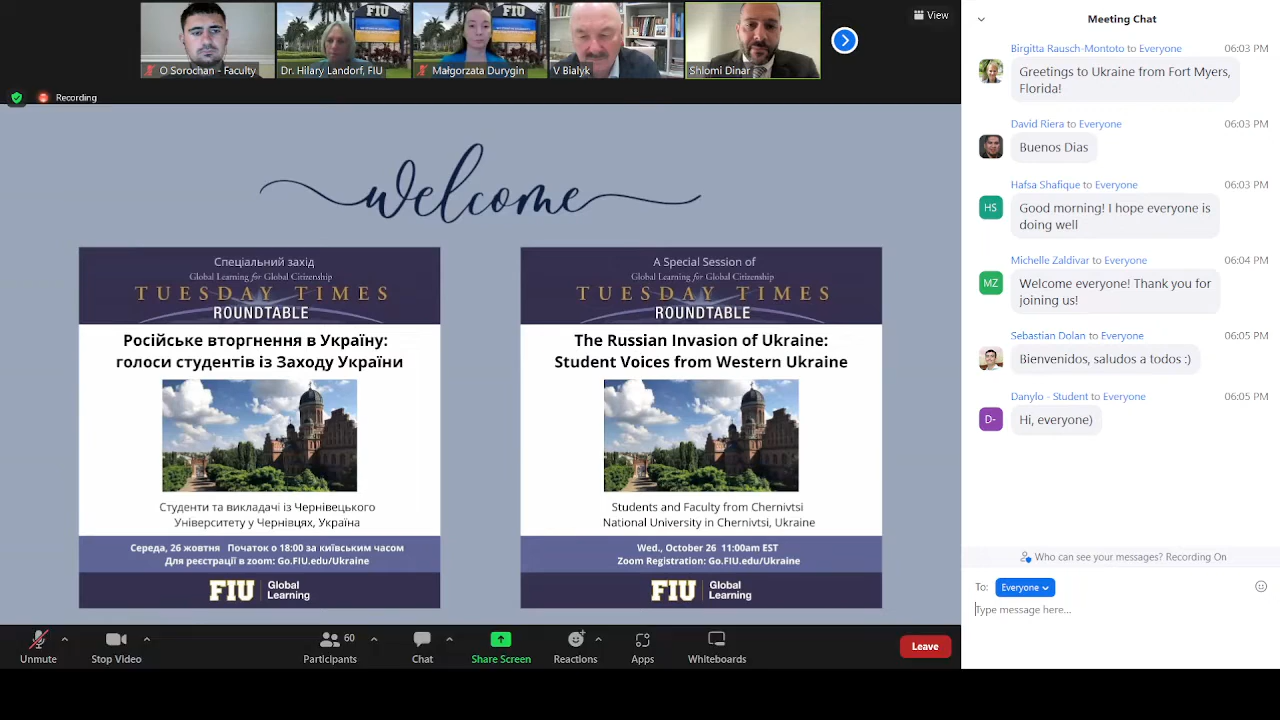 FIU
FIU
View
O Sorochan - Faculty
Dr. Hilary Landorf, FIU
Małgorzata Durygin
V Bialyk
Shlomi Dinar
Recording
welcome
Спеціальний захід
Global Learning for Global Citizenship
TUESDAY TIMES
ROUNDTABLE
Російське вторгнення в Україну:
голоси студентів із Заходу України
Студенти та викладачі із Чернівецького
Університету у Чернівцях, Україна
Середа, 26 жовтня Початок о 18:00 за київським часом
Для реєстрації в zoom: Go.FIU.edu/Ukraine
FIU Global
Learning
A Special Session of
Global Learning for Global Citizenship
TUESDAY TIMES
ROUNDTABLE
The Russian Invasion of Ukraine:
Student Voices from Western Ukraine
Students and Faculty from Chernivtsi
National University in Chernivtsi, Ukraine
Wed., October 26 11:00am EST
Zoom Registration: Go.FIU.edu/Ukraine
FIU Global
Learning
Unmute
Stop Video
60
Participants
Chat
Share Screen
Reactions
Apps
Whiteboards
Leave
Meeting Chat
Birgitta Rausch-Montoto to Everyone 06:03 PM
Greetings to Ukraine from Fort Myers,
Florida!
David Riera to Everyone 06:03 PM
Buenos Dias
Hafsa Shafique to Everyone 06:03 PM
HS
Good morning! I hope everyone is
doing well
Michelle Zaldivar to Everyone 06:04 PM
MZ
Welcome everyone! Thank you for
joining us!
Sebastian Dolan to Everyone 06:05 PM
Bienvenidos, saludos a todos :)
Danylo - Student to Everyone 06:05 PM
D-
Hi, everyone)
Who can see your messages? Recording On
To: Everyone
Type message here...